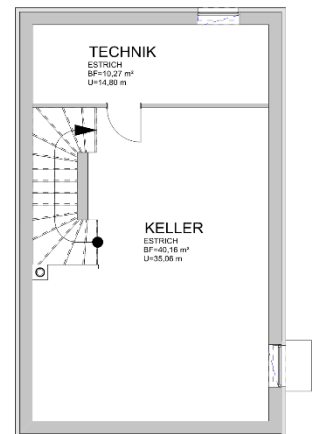 TECHNIK
ESTRICH
BF=10,27 m²
U=14,80 m
KELLER
ESTRICH
BF=40,16 m²
U=35,06 m